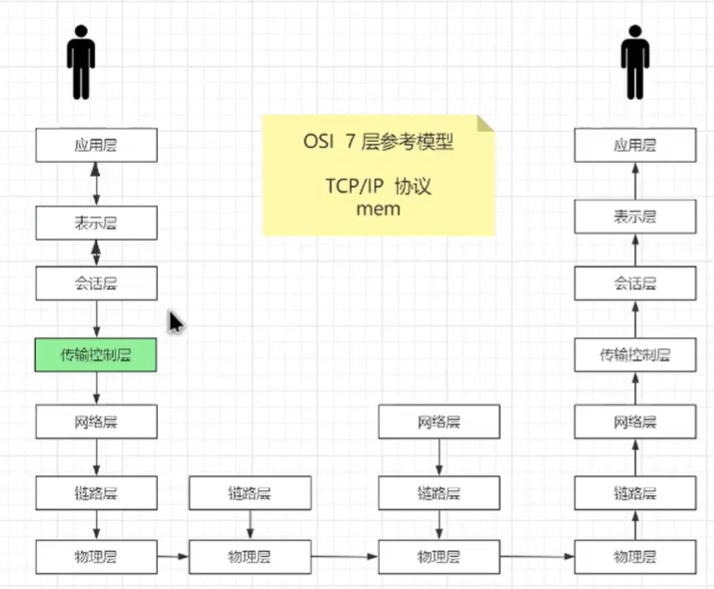 OSI 7 层参考模型
TCP/IP 协议
mem
应用层
表示层
会话层
传输控制层
网络层
链路层
物理层
链路层
物理层
网络层
链路层
物理层
应用层
表示层
会话层
传输控制层
网络层
链路层
物理层